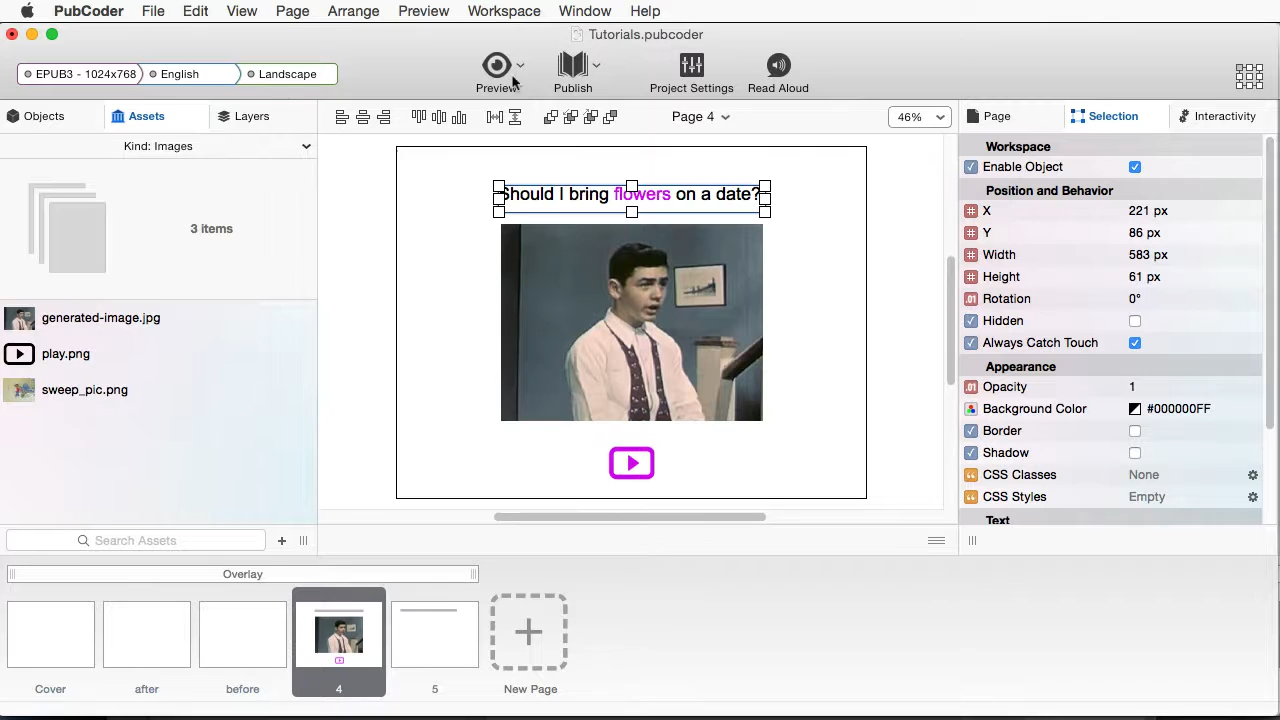 PubCoder File Edit View Page Arrange Preview Workspace Window Help
Tutorials.pubcoder
EPUB3 - 1024x768 English Landscape
Preview Publish Project Settings Read Aloud
Objects Assets Layers
Page 4
46%
Page Selection Interactivity
Kind: Images
3 items
generated-image.jpg
play.png
sweep_pic.png
Search Assets
Should I bring flowers on a date?
Workspace
Enable Object
Position and Behavior
X 221 px
Y 86 px
Width 583 px
Height 61 px
Rotation 0°
Hidden
Always Catch Touch
Appearance
Opacity 1
Background Color #000000FF
Border
Shadow
CSS Classes None
CSS Styles Empty
Text
Overlay
Cover after before 4 5 New Page